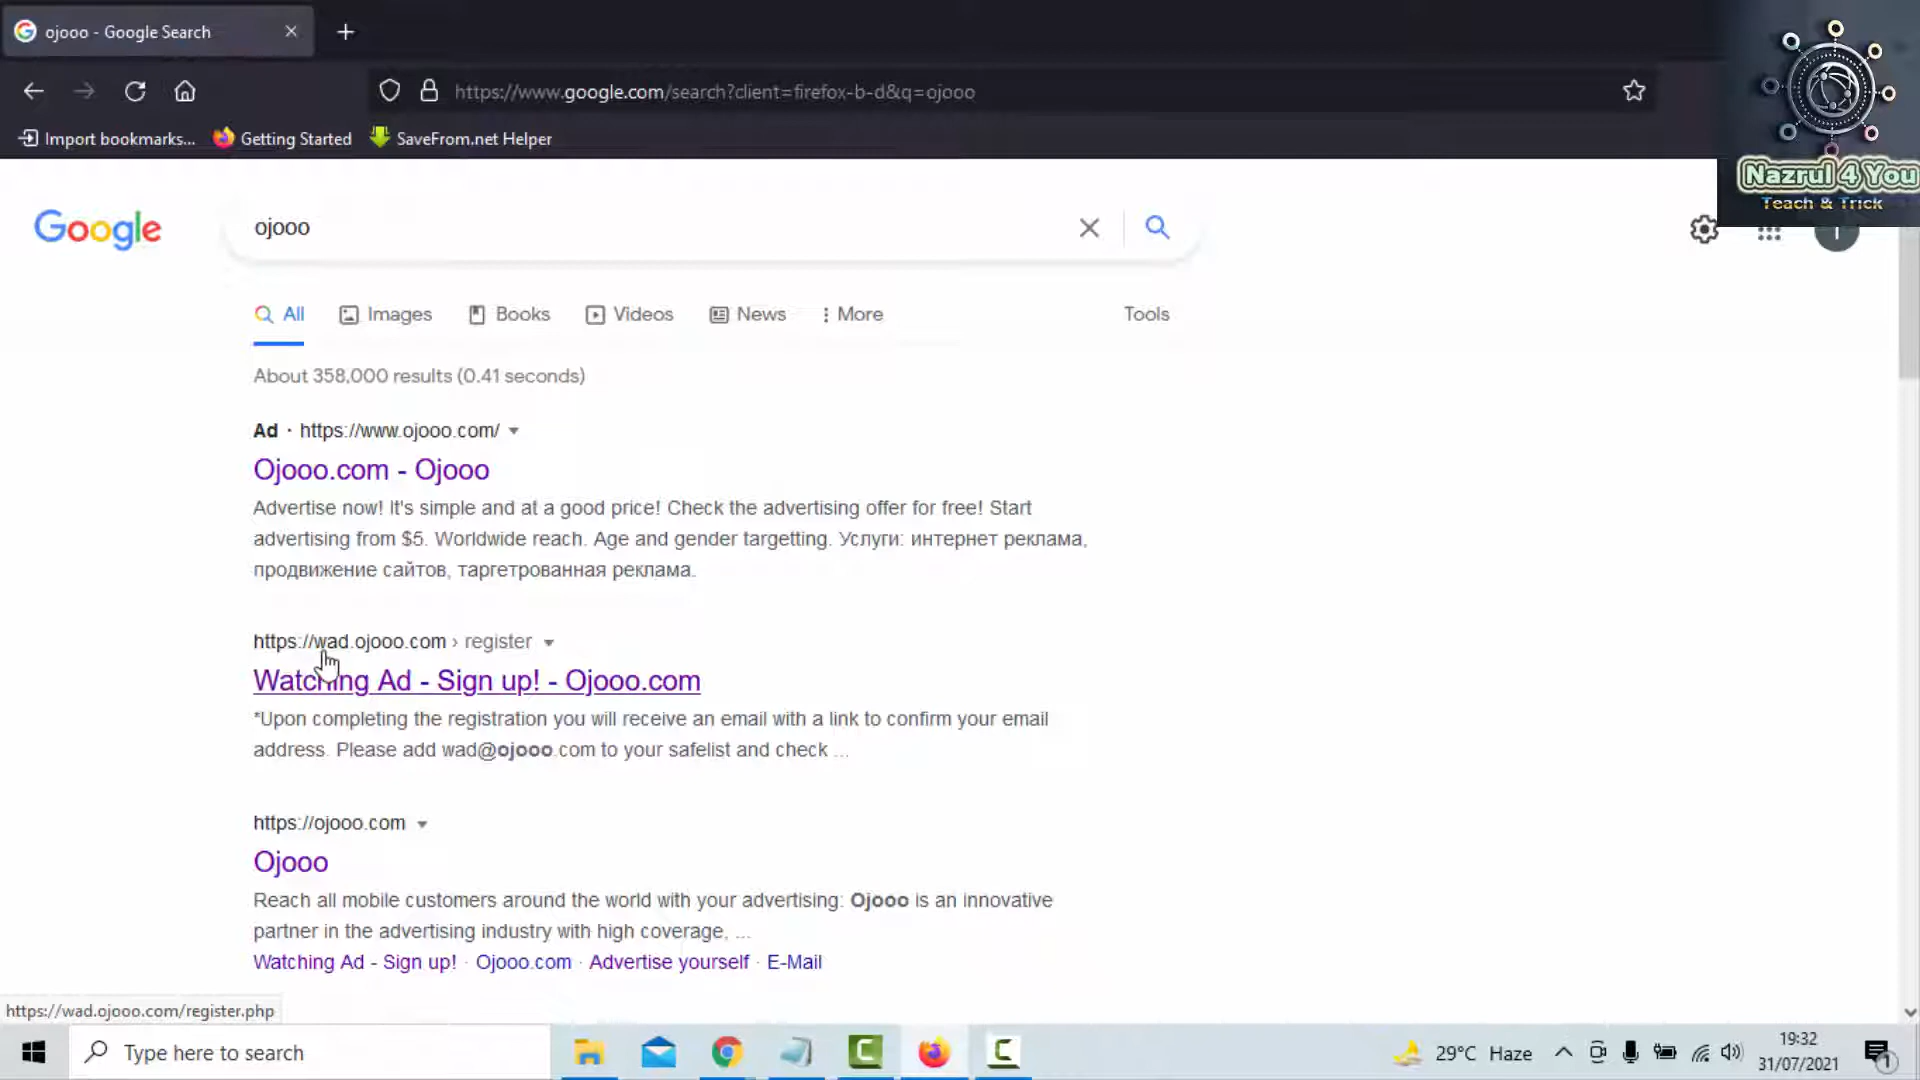 ojooo - Google Search
https://www.google.com/search?client=firefox-b-d&q=ojooo
Import bookmarks...
Getting Started
SaveFrom.net Helper
Nazrul 4 You
Teach & Trick
Google
ojooo
All
Images
Books
Videos
News
More
Tools
About 358,000 results (0.41 seconds)
Ad · https://www.ojooo.com/
Ojooo.com - Ojooo
Advertise now! It's simple and at a good price! Check the advertising offer for free! Start
advertising from $5. Worldwide reach. Age and gender targetting. Услуги: интернет реклама,
продвижение сайтов, таргетрованная реклама.
https://wad.ojooo.com › register
Watching Ad - Sign up! - Ojooo.com
*Upon completing the registration you will receive an email with a link to confirm your email
address. Please add wad@ojooo.com to your safelist and check ...
https://ojooo.com
Ojooo
Reach all mobile customers around the world with your advertising: Ojooo is an innovative
partner in the advertising industry with high coverage, ...
Watching Ad - Sign up! · Ojooo.com · Advertise yourself · E-Mail
https://wad.ojooo.com/register.php
Type here to search
29°C Haze
19:32
31/07/2021
1